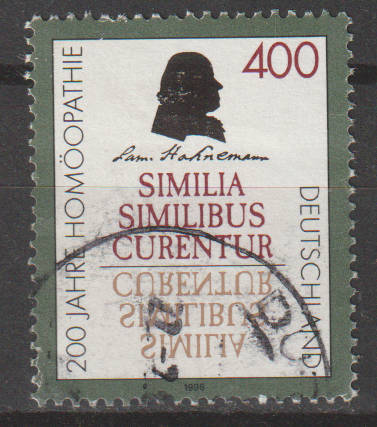 400
Sam. Hahnemann
SIMILIA
SIMILIBUS
CURENTUR
CURENTUR
SIMILIBUS
SIMILIA
200 JAHRE HOMÖOPATHIE
DEUTSCHLAND
1996